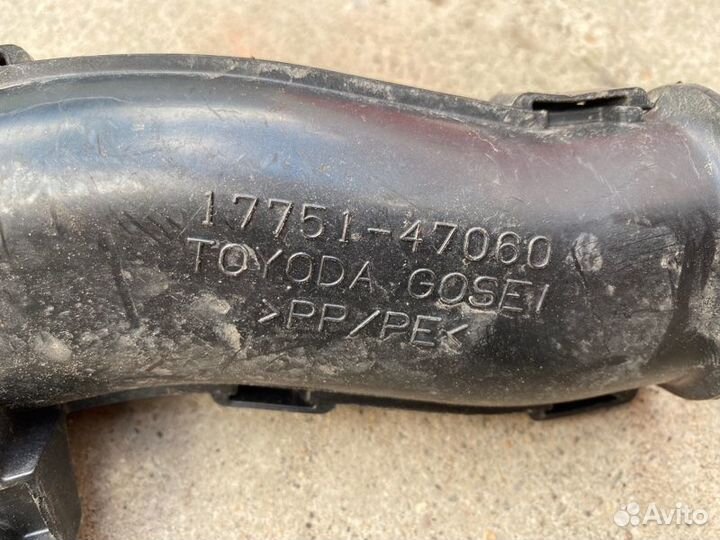 17751-47060
TOYODA GOSEI
>PP/PE<
Avito